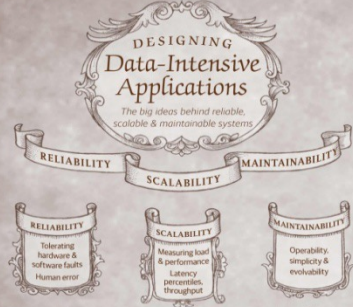 DESIGNING
Data-Intensive
Applications
The big ideas behind reliable,
scalable & maintainable systems
RELIABILITY
SCALABILITY
MAINTAINABILITY
RELIABILITY
Tolerating
hardware &
software faults
Human error
SCALABILITY
Measuring load
& performance
Latency
percentiles,
throughput
MAINTAINABILITY
Operability,
simplicity &
evolvability